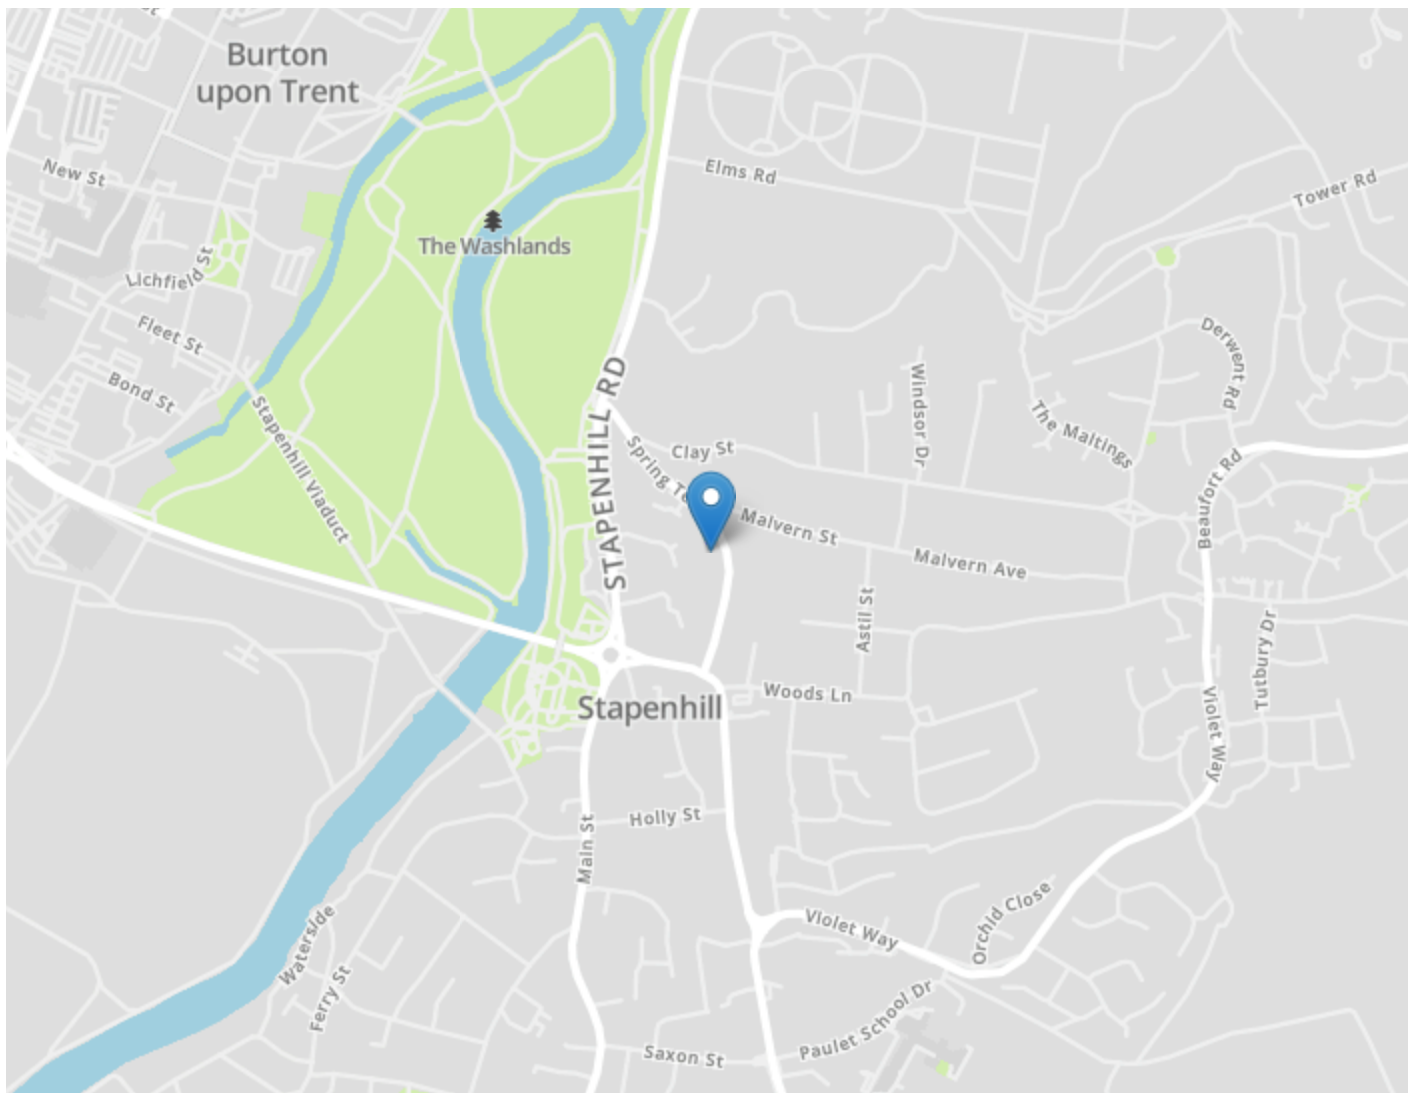 St
Burton
upon Trent
New St
Elms Rd
Tower Rd
The Washlands
Lichfield St
Fleet St
Bond St
Derwent Rd
STAPENHILL RD
Windsor Dr
The Maltings
Stapenhill Viaduct
Clay St
Spring Te
Beaufort Rd
Malvern St
Malvern Ave
Astil St
Tutbury Dr
Woods Ln
Stapenhill
Violet Way
Holly St
Main St
Orchid Close
Violet Way
Waterside
Ferry St
Paulet School Dr
Saxon St